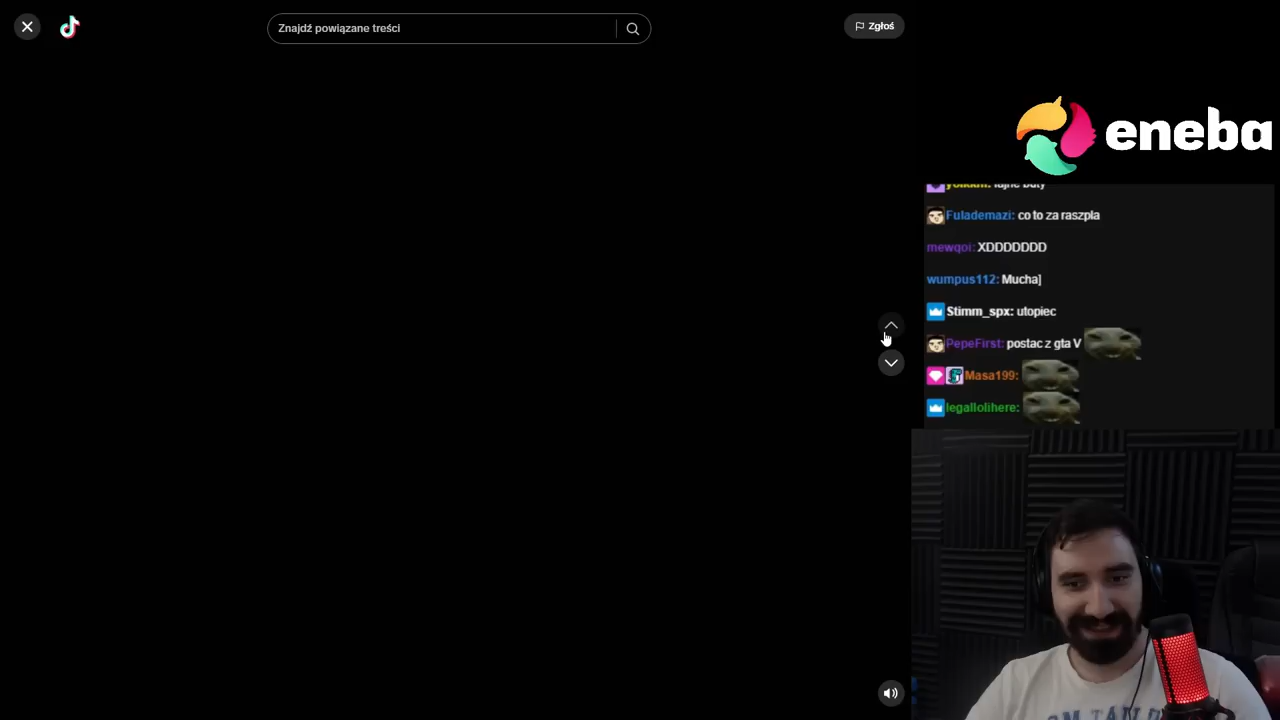 Znajdź powiązane treści
Zgłoś
eneba
Fulademazi: co to za raszpla
mewqoi: XDDDDDDD
wumpus112: Mucha]
Stimm_spx: utopiec
PepeFirst: postac z gta V
Masa199:
legallolihere: